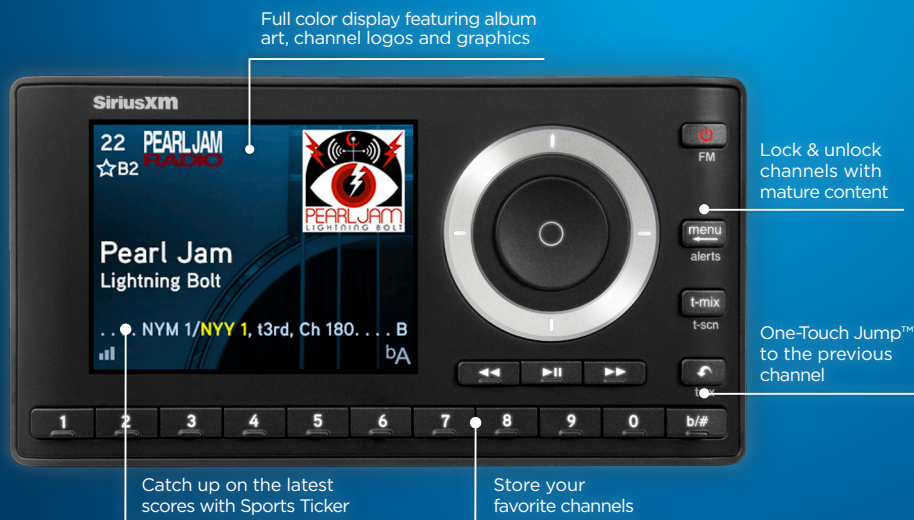 Full color display featuring album
art, channel logos and graphics
SiriusXM
22 PEARL JAM
RADIO
B2
PEARL JAM
LIGHTNING BOLT
Pearl Jam
Lightning Bolt
. . . . NYM 1/NYY 1, t3rd, Ch 180. . . . B
bA
FM
Lock & unlock
channels with
mature content
menu
alerts
t-mix
t-scn
One-Touch Jump™
to the previous
channel
1 2 3 4 5 6 7 8 9 0 b/#
Catch up on the latest
scores with Sports Ticker
Store your
favorite channels